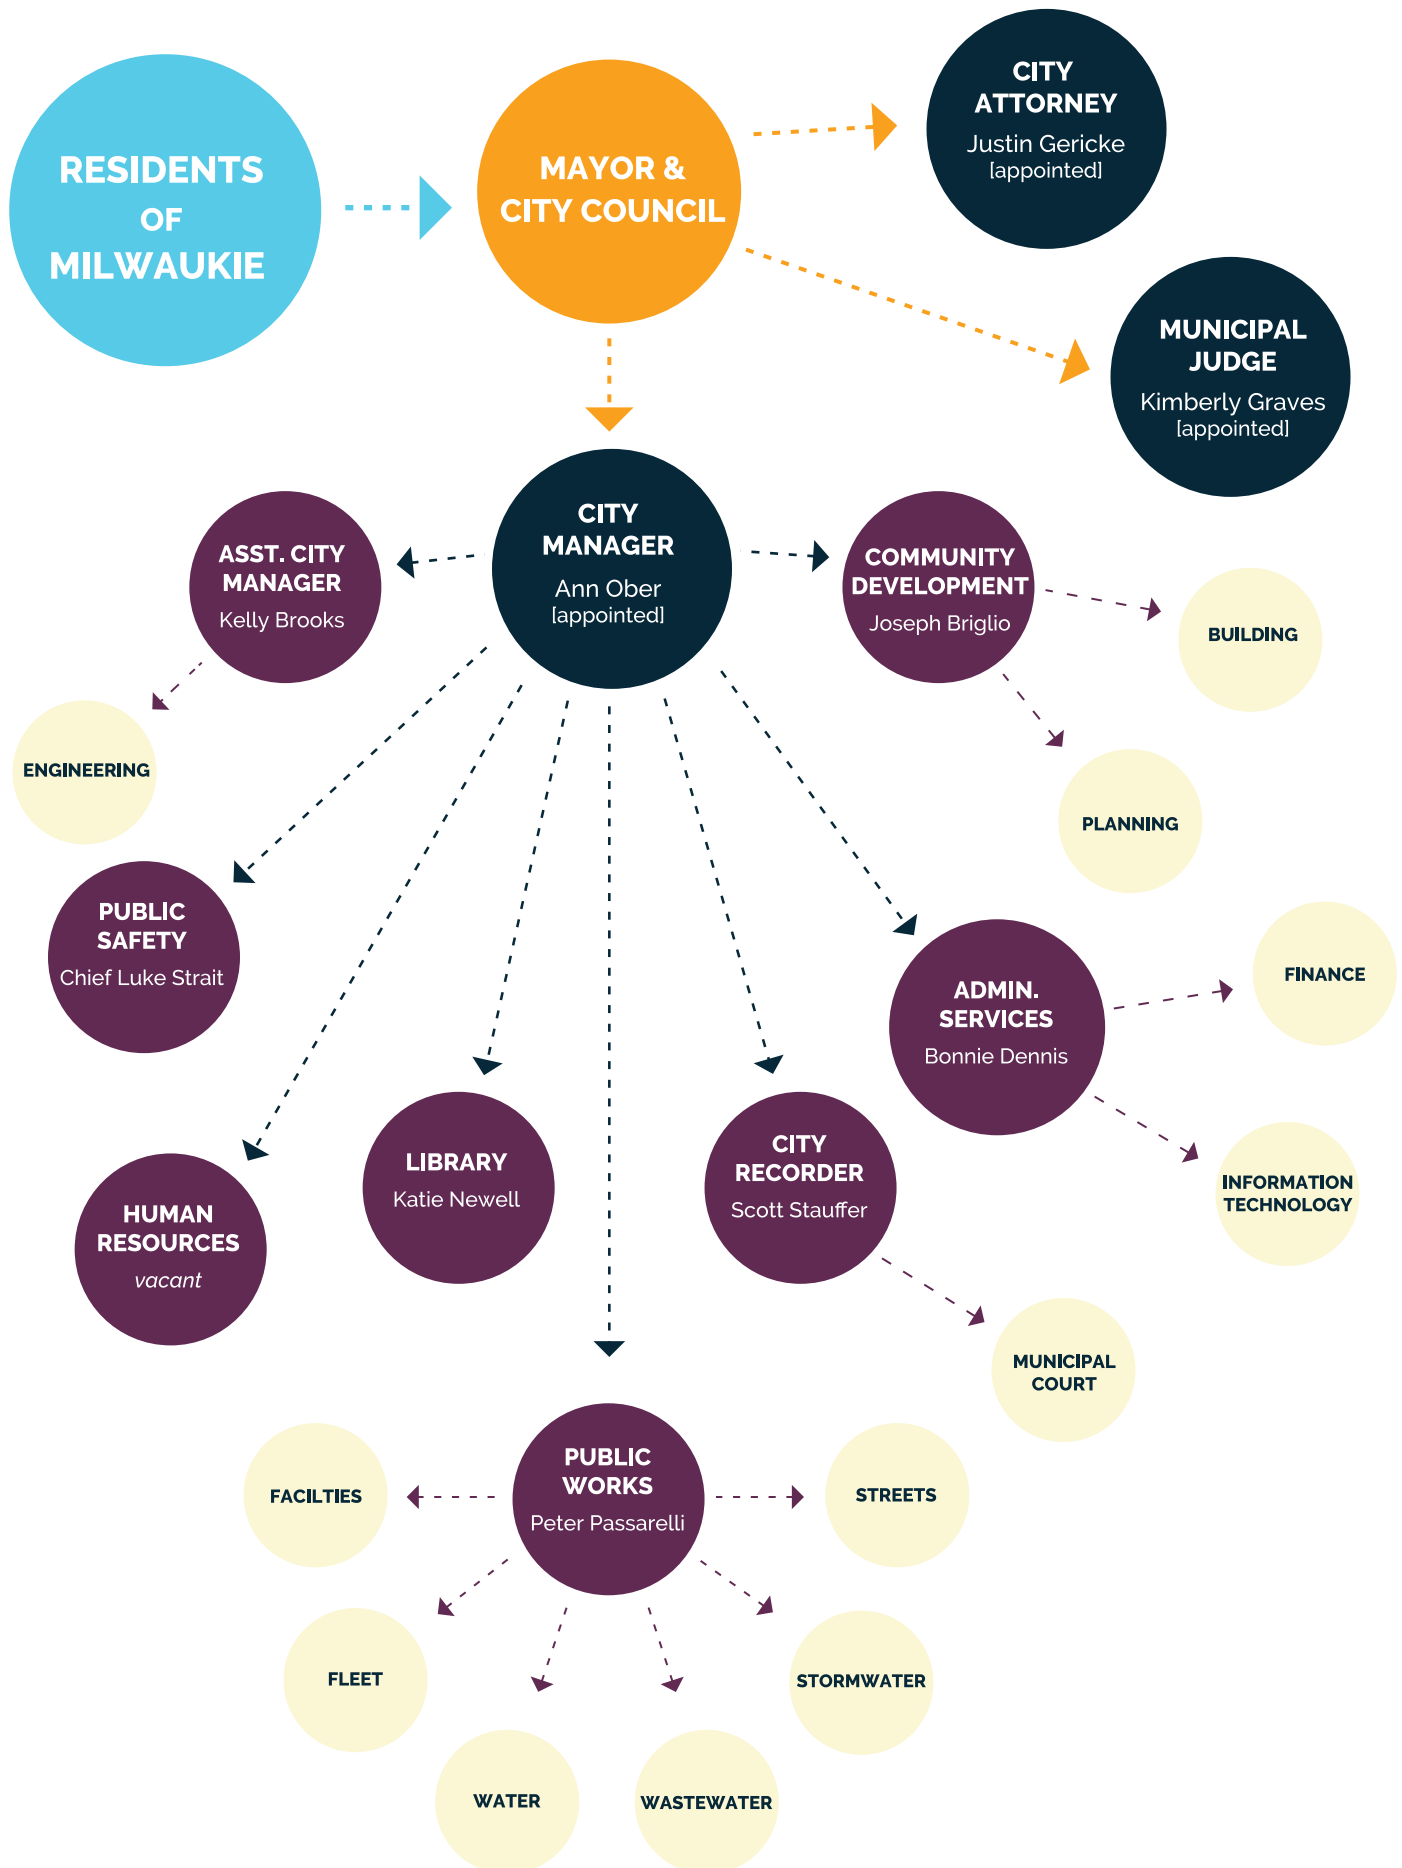 RESIDENTS
OF
MILWAUKIE
MAYOR &
CITY COUNCIL
CITY
ATTORNEY
Justin Gericke
[appointed]
MUNICIPAL
JUDGE
Kimberly Graves
[appointed]
CITY
MANAGER
Ann Ober
[appointed]
ASST. CITY
MANAGER
Kelly Brooks
COMMUNITY
DEVELOPMENT
Joseph Briglio
BUILDING
ENGINEERING
PLANNING
PUBLIC
SAFETY
Chief Luke Strait
ADMIN.
SERVICES
Bonnie Dennis
FINANCE
HUMAN
RESOURCES
vacant
LIBRARY
Katie Newell
CITY
RECORDER
Scott Stauffer
INFORMATION
TECHNOLOGY
MUNICIPAL
COURT
PUBLIC
WORKS
Peter Passarelli
FACILTIES
STREETS
FLEET
STORMWATER
WATER
WASTEWATER